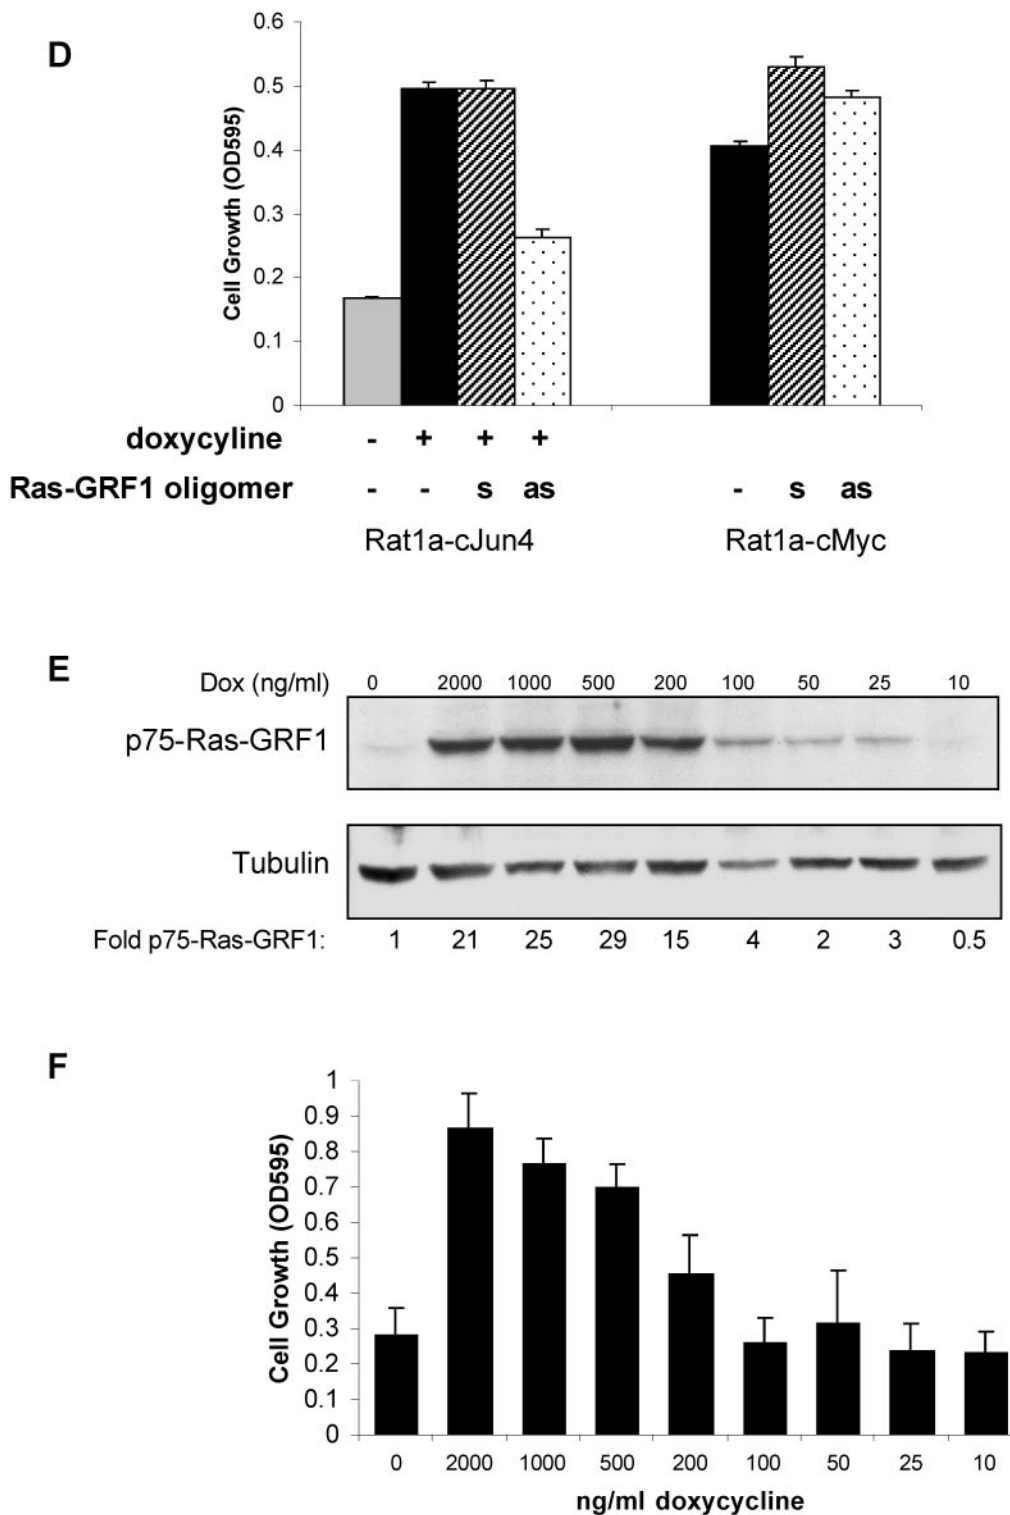 D
0.6
0.5
0.4
0.3
0.2
0.1
0
Cell Growth (OD595)
doxycyline - + + +
Ras-GRF1 oligomer - - s as - s as
Rat1a-cJun4 Rat1a-cMyc
E
Dox (ng/ml) 0 2000 1000 500 200 100 50 25 10
p75-Ras-GRF1
Tubulin
Fold p75-Ras-GRF1: 1 21 25 29 15 4 2 3 0.5
F
1
0.9
0.8
0.7
0.6
0.5
0.4
0.3
0.2
0.1
0
Cell Growth (OD595)
0 2000 1000 500 200 100 50 25 10
ng/ml doxycycline